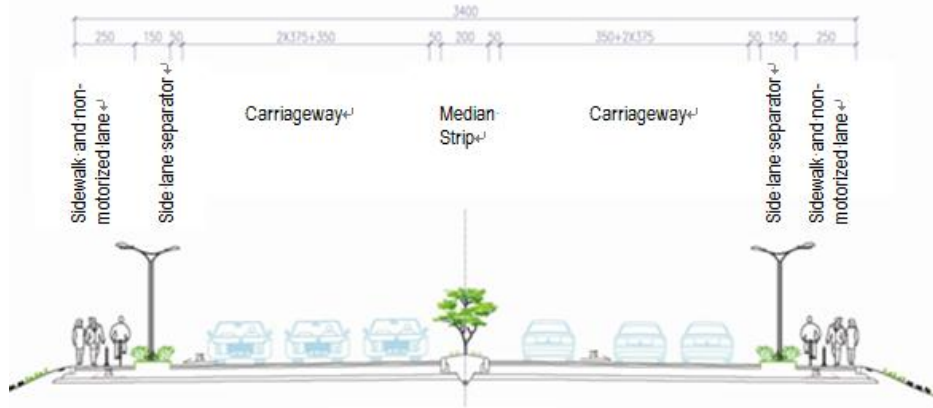 3400
250 150 50 2X375+350 50 200 50 350+2X375 50 150 250
Sidewalk and non-
motorized lane
Side lane separator
Carriageway
Median
Strip
Carriageway
Side lane separator
Sidewalk and non-
motorized lane